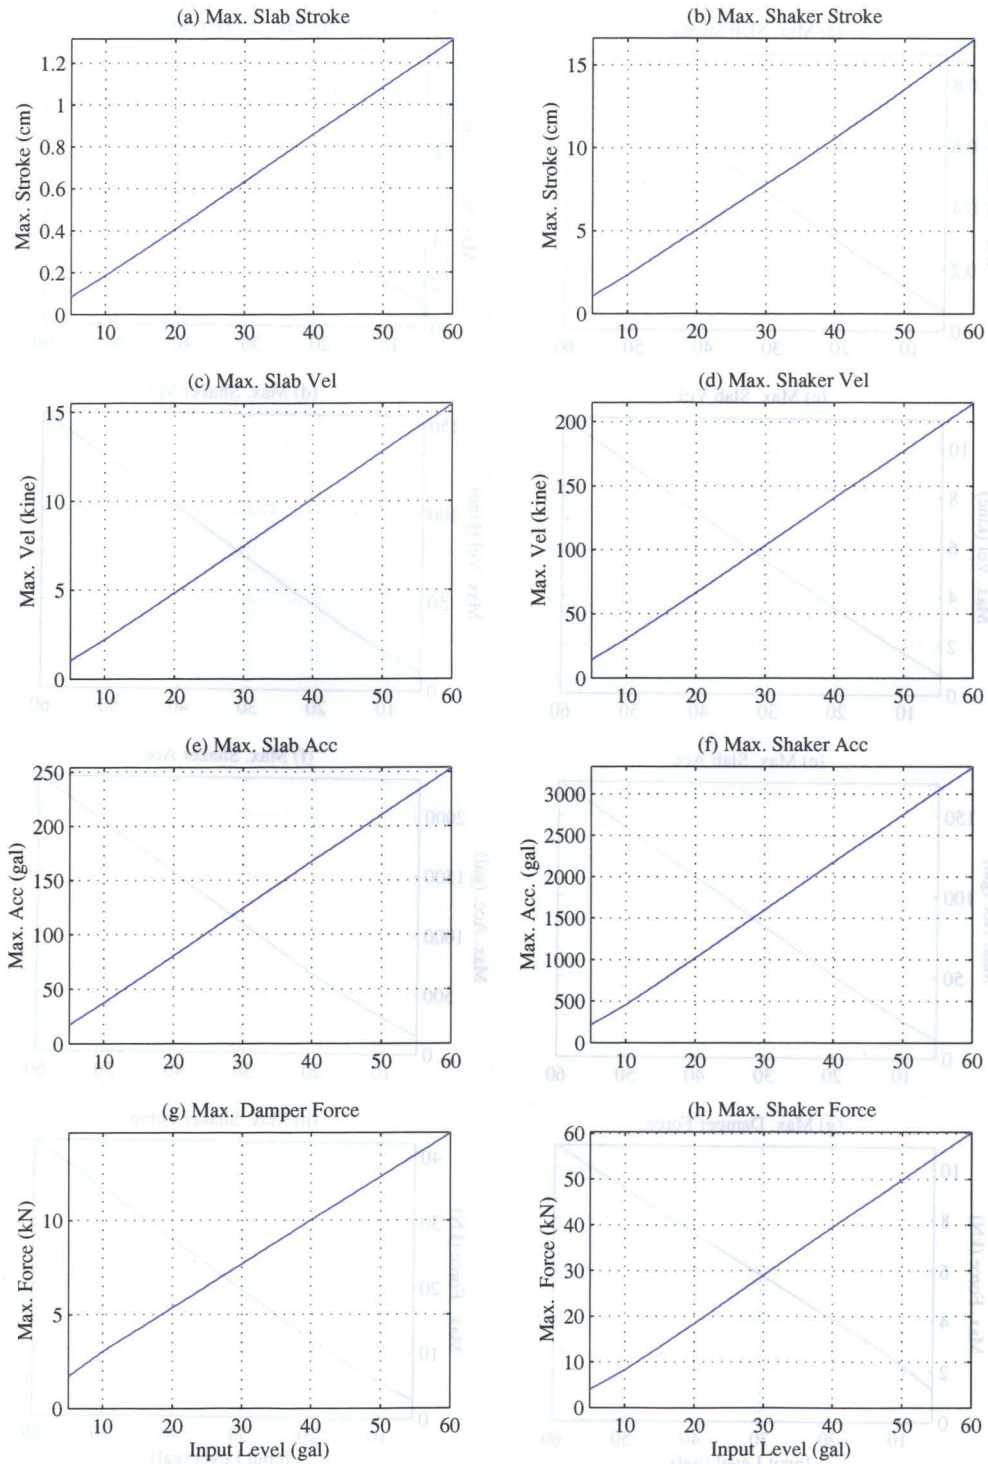 (a) Max. Slab Stroke
Max. Stroke (cm)
1.2
1
0.8
0.6
0.4
0.2
0
10 20 30 40 50 60
(b) Max. Shaker Stroke
Max. Stroke (cm)
15
10
5
0
10 20 30 40 50 60
(c) Max. Slab Vel
Max. Vel (kine)
15
10
5
0
10 20 30 40 50 60
(d) Max. Shaker Vel
Max. Vel (kine)
200
150
100
50
0
10 20 30 40 50 60
(e) Max. Slab Acc
Max. Acc (gal)
250
200
150
100
50
0
10 20 30 40 50 60
(f) Max. Shaker Acc
Max. Acc. (gal)
3000
2500
2000
1500
1000
500
0
10 20 30 40 50 60
(g) Max. Damper Force
Max. Force (kN)
10
5
0
10 20 30 40 50 60
Input Level (gal)
(h) Max. Shaker Force
Max. Force (kN)
60
50
40
30
20
10
0
10 20 30 40 50 60
Input Level (gal)